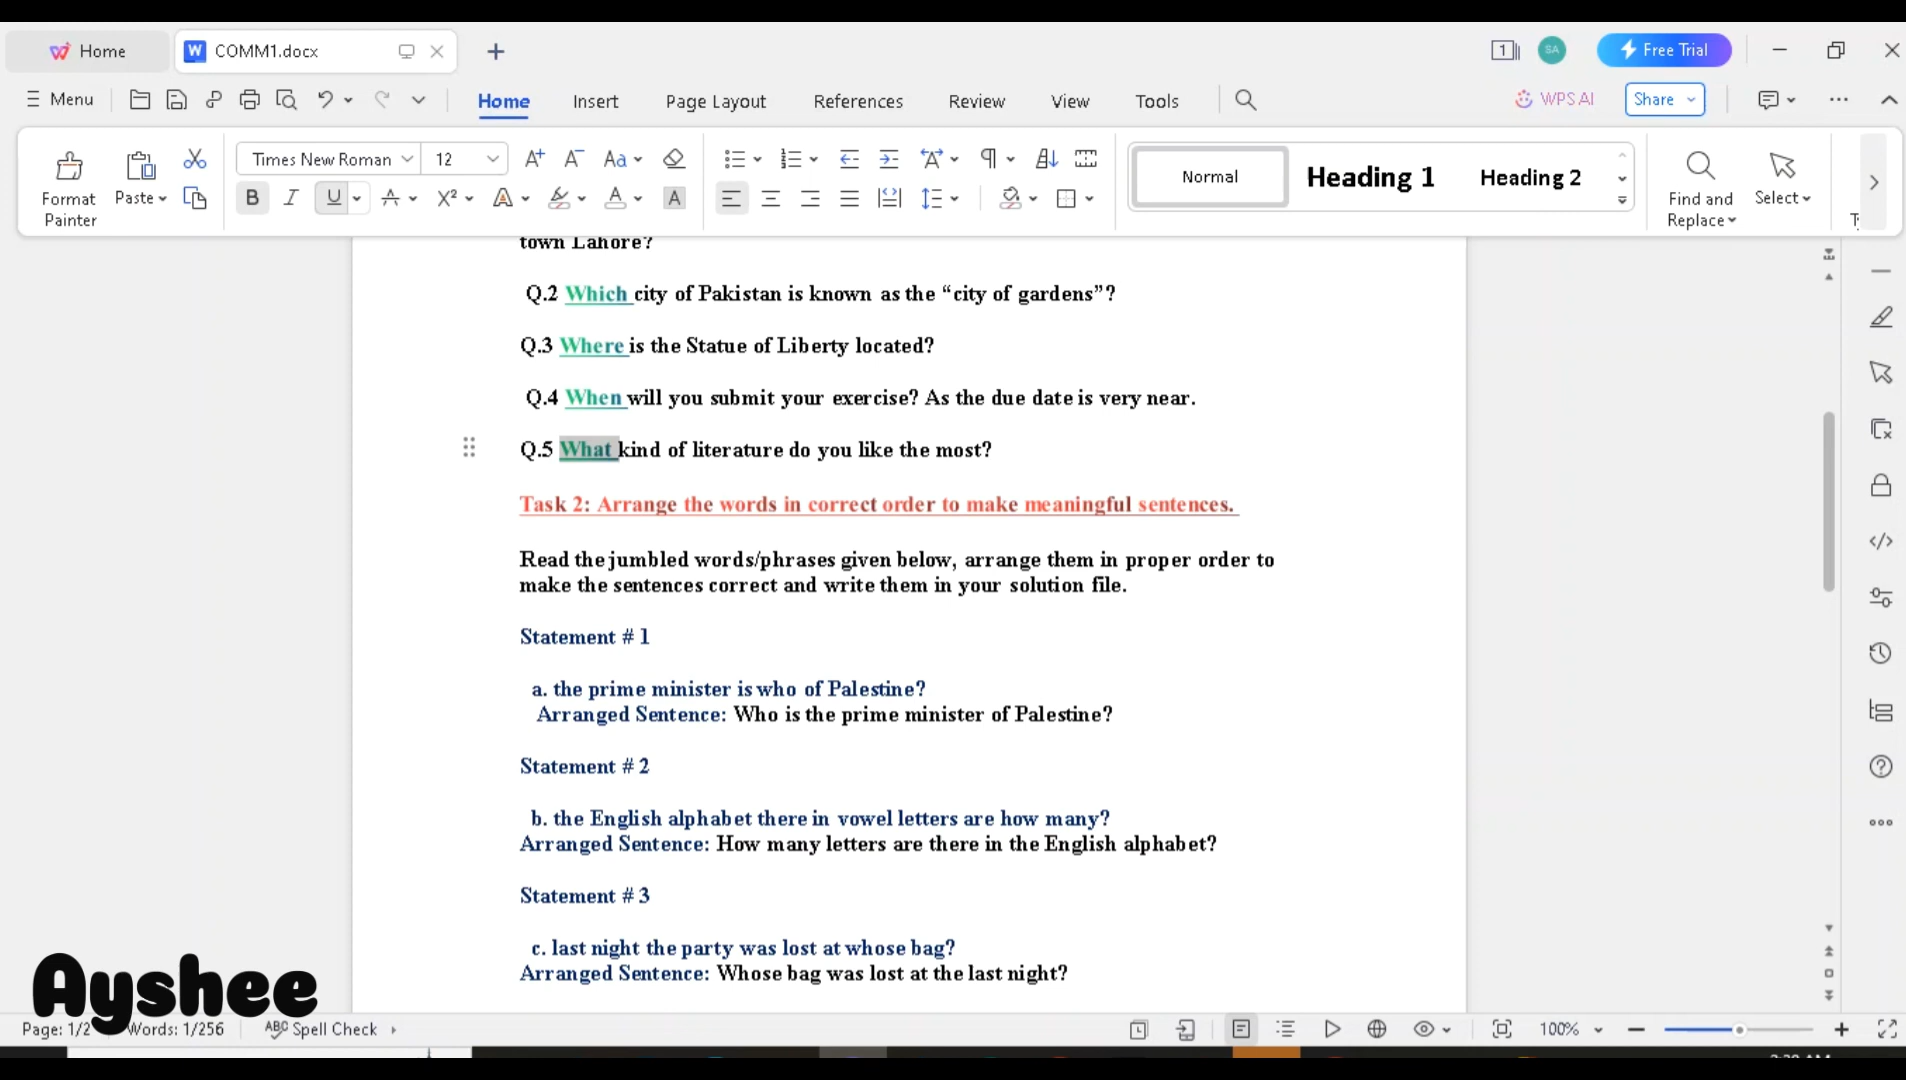 Home
COMM1.docx
1
SA
Free Trial
Menu
Home
Insert
Page Layout
References
Review
View
Tools
WPS AI
Share
Format Painter
Paste
Times New Roman
12
Normal
Heading 1
Heading 2
Find and Replace
Select
town Lahore?
Q.2 Which city of Pakistan is known as the “city of gardens”?
Q.3 Where is the Statue of Liberty located?
Q.4 When will you submit your exercise? As the due date is very near.
Q.5 What kind of literature do you like the most?
Task 2: Arrange the words in correct order to make meaningful sentences.
Read the jumbled words/phrases given below, arrange them in proper order to
make the sentences correct and write them in your solution file.
Statement # 1
a. the prime minister is who of Palestine?
Arranged Sentence: Who is the prime minister of Palestine?
Statement # 2
b. the English alphabet there in vowel letters are how many?
Arranged Sentence: How many letters are there in the English alphabet?
Statement # 3
c. last night the party was lost at whose bag?
Arranged Sentence: Whose bag was lost at the last night?
Ayshee
Page: 1/2
Words: 1/256
Spell Check
100%